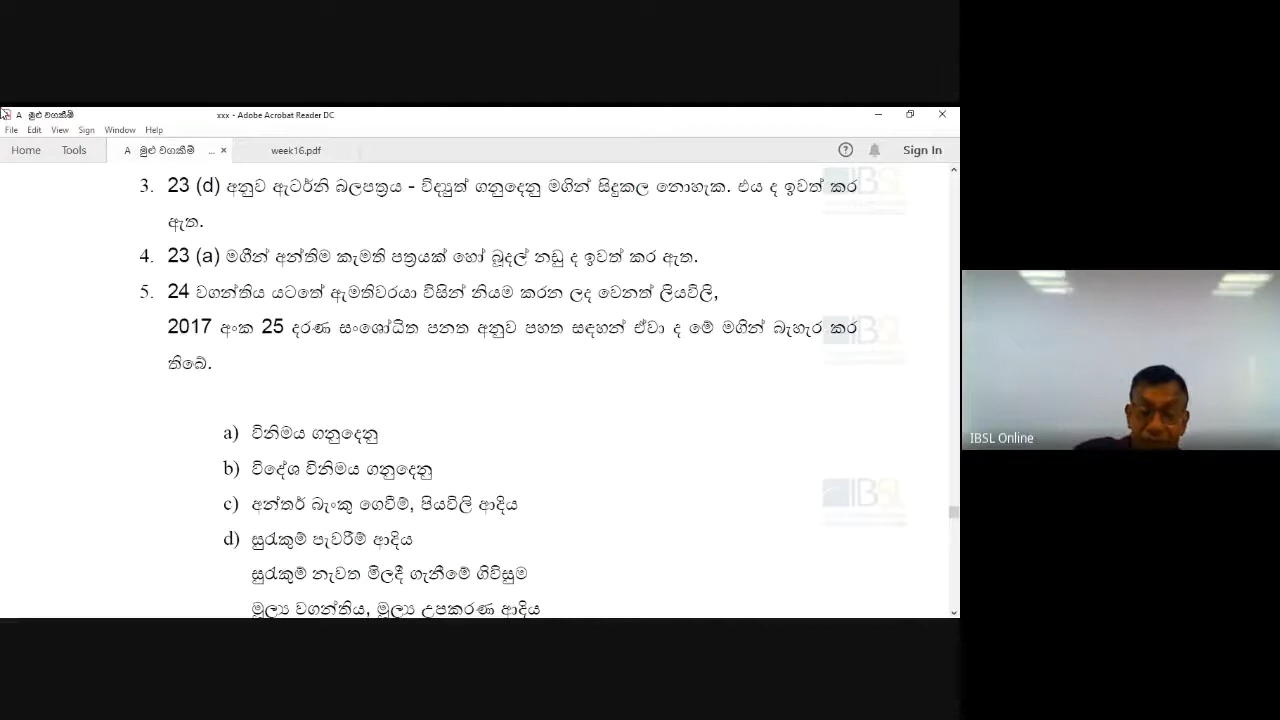 A මුළු වගකීම්
xxx - Adobe Acrobat Reader DC
File Edit View Sign Window Help
Home Tools A මුළු වගකීම් ... × week16.pdf Sign In
3. 23 (d) අනුව ඇටර්නි බලපත්‍රය - විද්‍යුත් ගනුදෙනු මගින් සිදුකල නොහැක. එය ද ඉවත් කර
ඇත.
4. 23 (a) මගීන් අන්තිම කැමති පත්‍රයක් හෝ බූදල් නඩු ද ඉවත් කර ඇත.
5. 24 වගන්තිය යටතේ ඇමතිවරයා විසින් නියම කරන ලද වෙනත් ලියවිලි,
2017 අංක 25 දරණ සංශෝධිත පනත අනුව පහත සඳහන් ඒවා ද මේ මගින් බැහැර කර
තිබේ.
a) විනිමය ගනුදෙනු
b) විදේශ විනිමය ගනුදෙනු
c) අන්තර් බැංකු ගෙවීම්, පියවිලි ආදිය
d) සුරැකුම් පැවරීම් ආදිය
සුරැකුම් නැවත මිලදී ගැනීමේ ගිවිසුම
මූල්‍ය වගන්තිය, මූල්‍ය උපකරණ ආදිය
IBSL Online